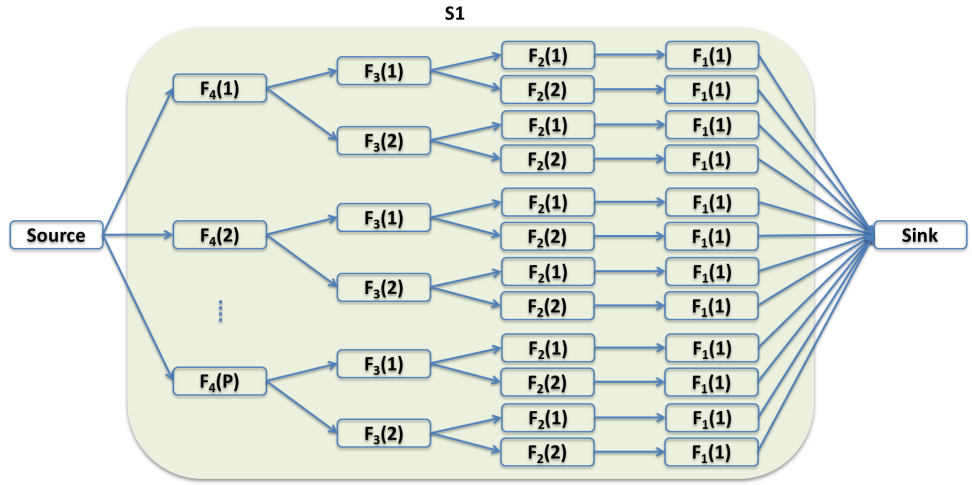 S1
F₂(1) F₁(1)
F₃(1)
F₄(1) F₂(2) F₁(1)
F₂(1) F₁(1)
F₃(2)
F₂(2) F₁(1)
F₂(1) F₁(1)
F₃(1)
Source F₄(2) F₂(2) F₁(1) Sink
F₂(1) F₁(1)
F₃(2)
F₂(2) F₁(1)
F₂(1) F₁(1)
F₃(1)
F₄(P) F₂(2) F₁(1)
F₂(1) F₁(1)
F₃(2)
F₂(2) F₁(1)